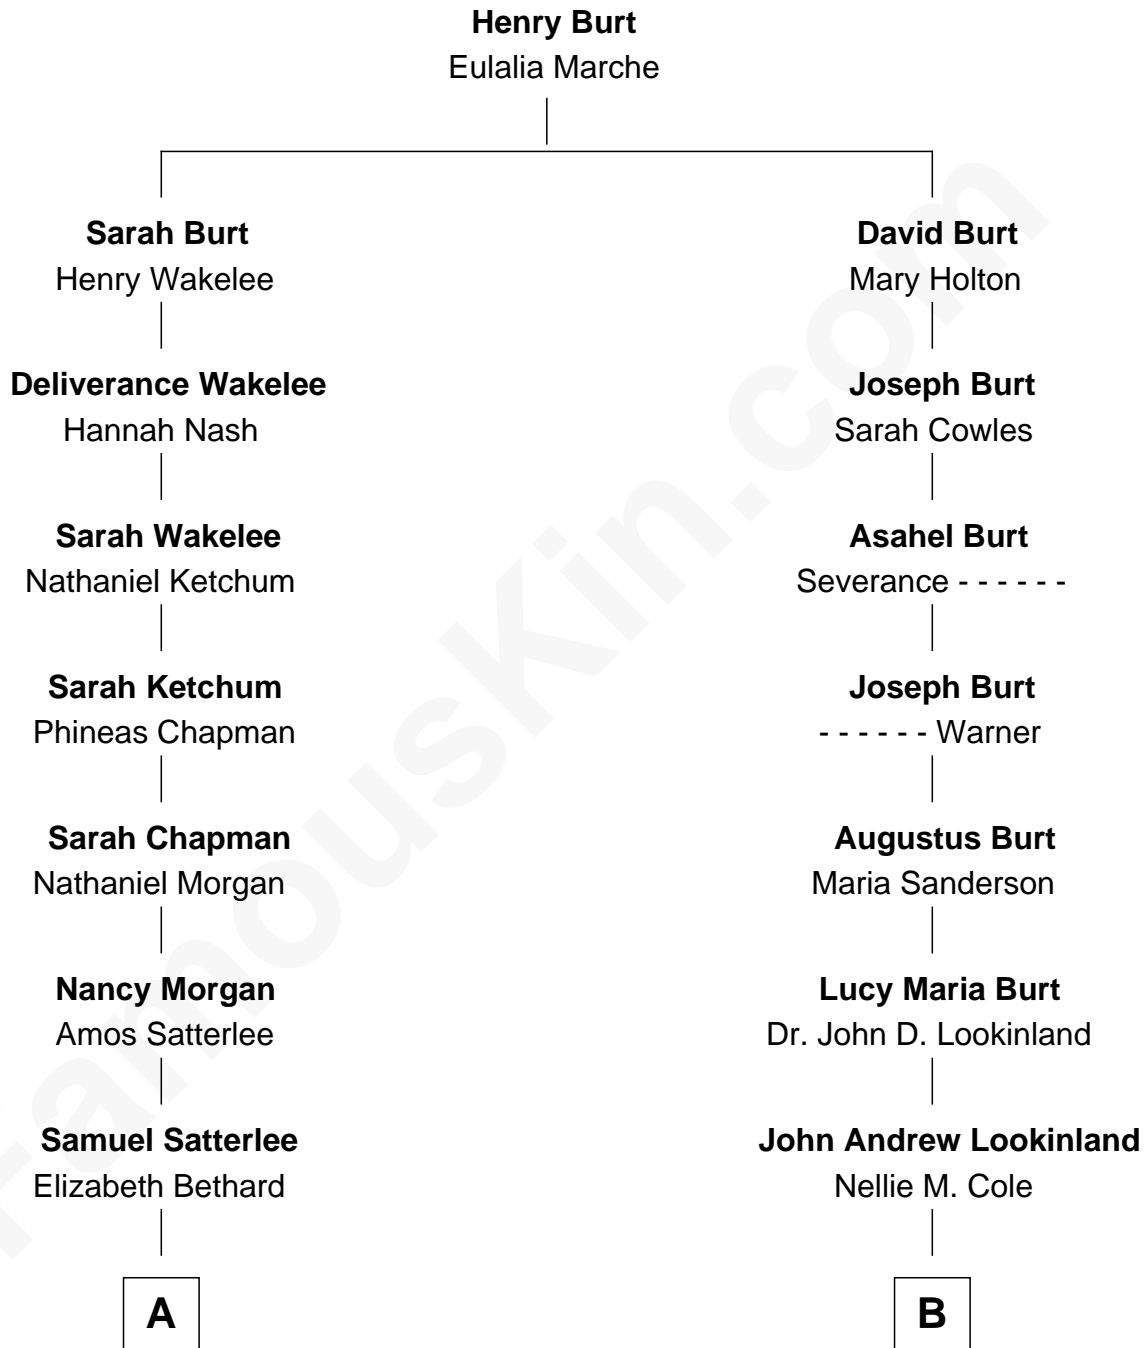 Henry Burt
Eulalia Marche
Sarah Burt
Henry Wakelee
David Burt
Mary Holton
Deliverance Wakelee
Hannah Nash
Joseph Burt
Sarah Cowles
Sarah Wakelee
Nathaniel Ketchum
Asahel Burt
Severance - - - - - -
Sarah Ketchum
Phineas Chapman
Joseph Burt
- - - - - - Warner
Sarah Chapman
Nathaniel Morgan
Augustus Burt
Maria Sanderson
Nancy Morgan
Amos Satterlee
Lucy Maria Burt
Dr. John D. Lookinland
Samuel Satterlee
Elizabeth Bethard
John Andrew Lookinland
Nellie M. Cole
A
B
FamousKin.com